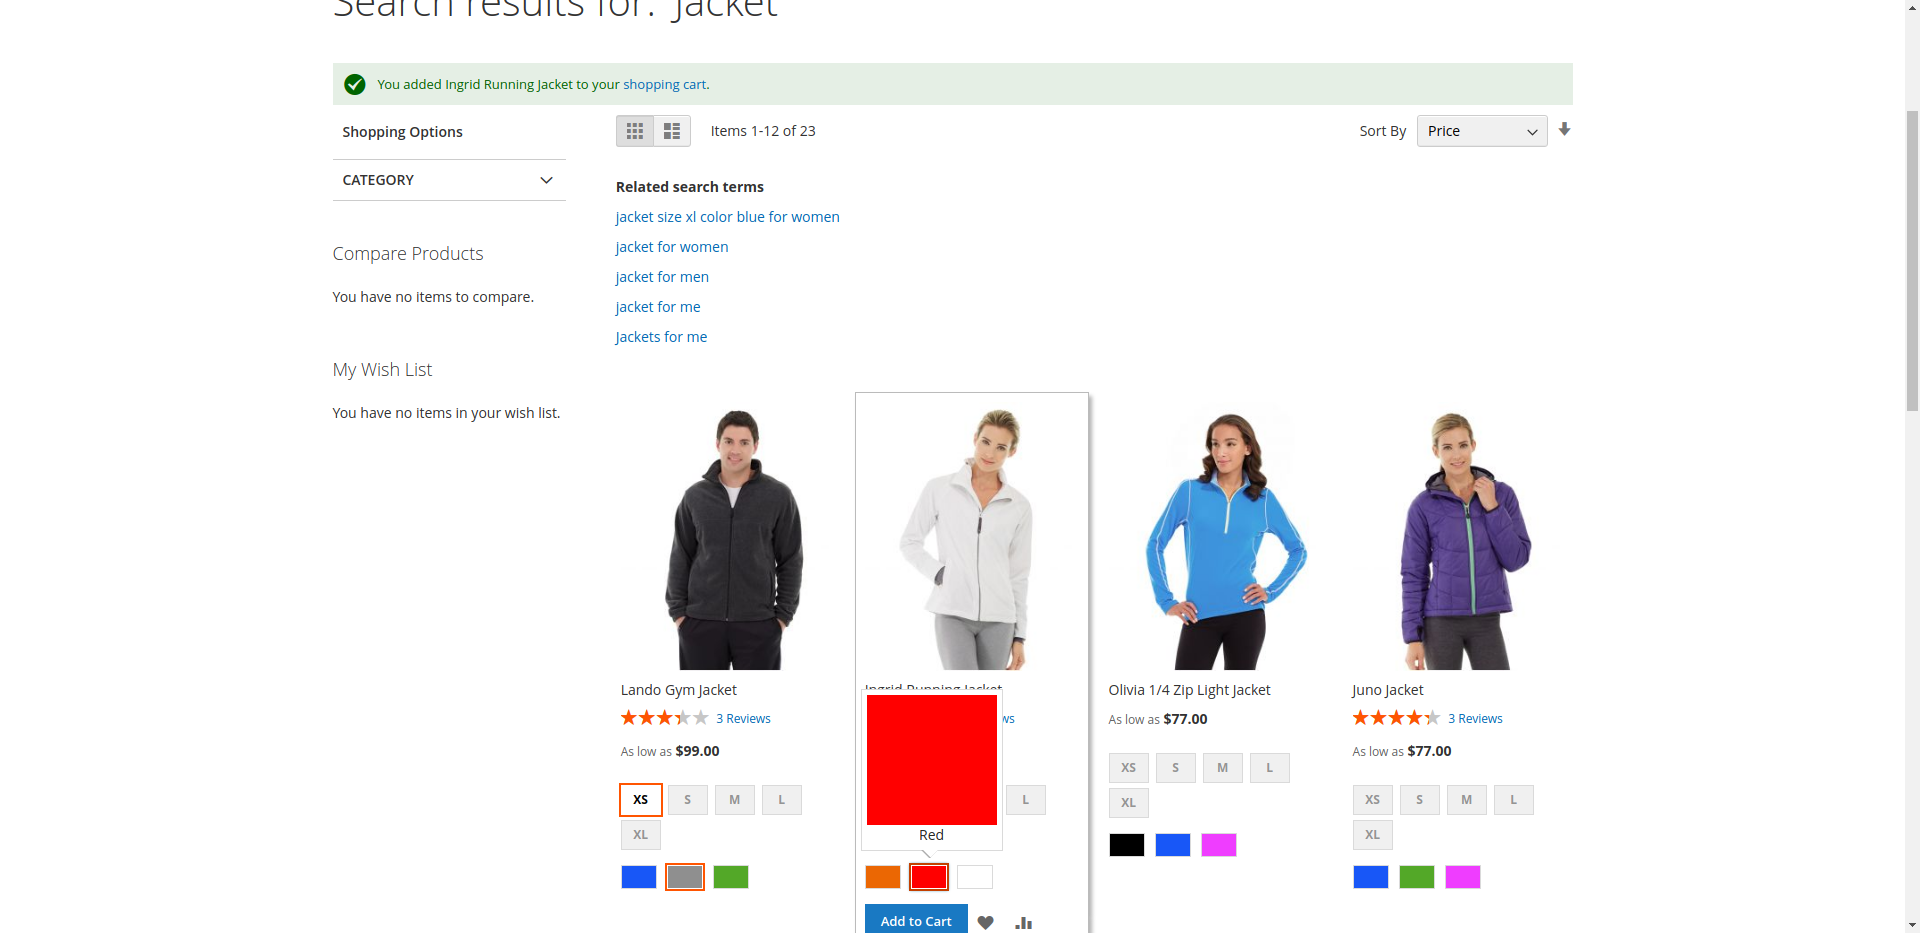 Search results for: 'Jacket'
You added Ingrid Running Jacket to your shopping cart.
Shopping Options
Items 1-12 of 23
Sort By
Price
CATEGORY
Related search terms
jacket size xl color blue for women
jacket for women
jacket for men
jacket for me
Jackets for me
Compare Products
You have no items to compare.
My Wish List
You have no items in your wish list.
Lando Gym Jacket
3 Reviews
As low as $99.00
XS
S
M
L
XL
Ingrid Running Jacket
ws
L
Red
Add to Cart
Olivia 1/4 Zip Light Jacket
As low as $77.00
XS
S
M
L
XL
Juno Jacket
3 Reviews
As low as $77.00
XS
S
M
L
XL